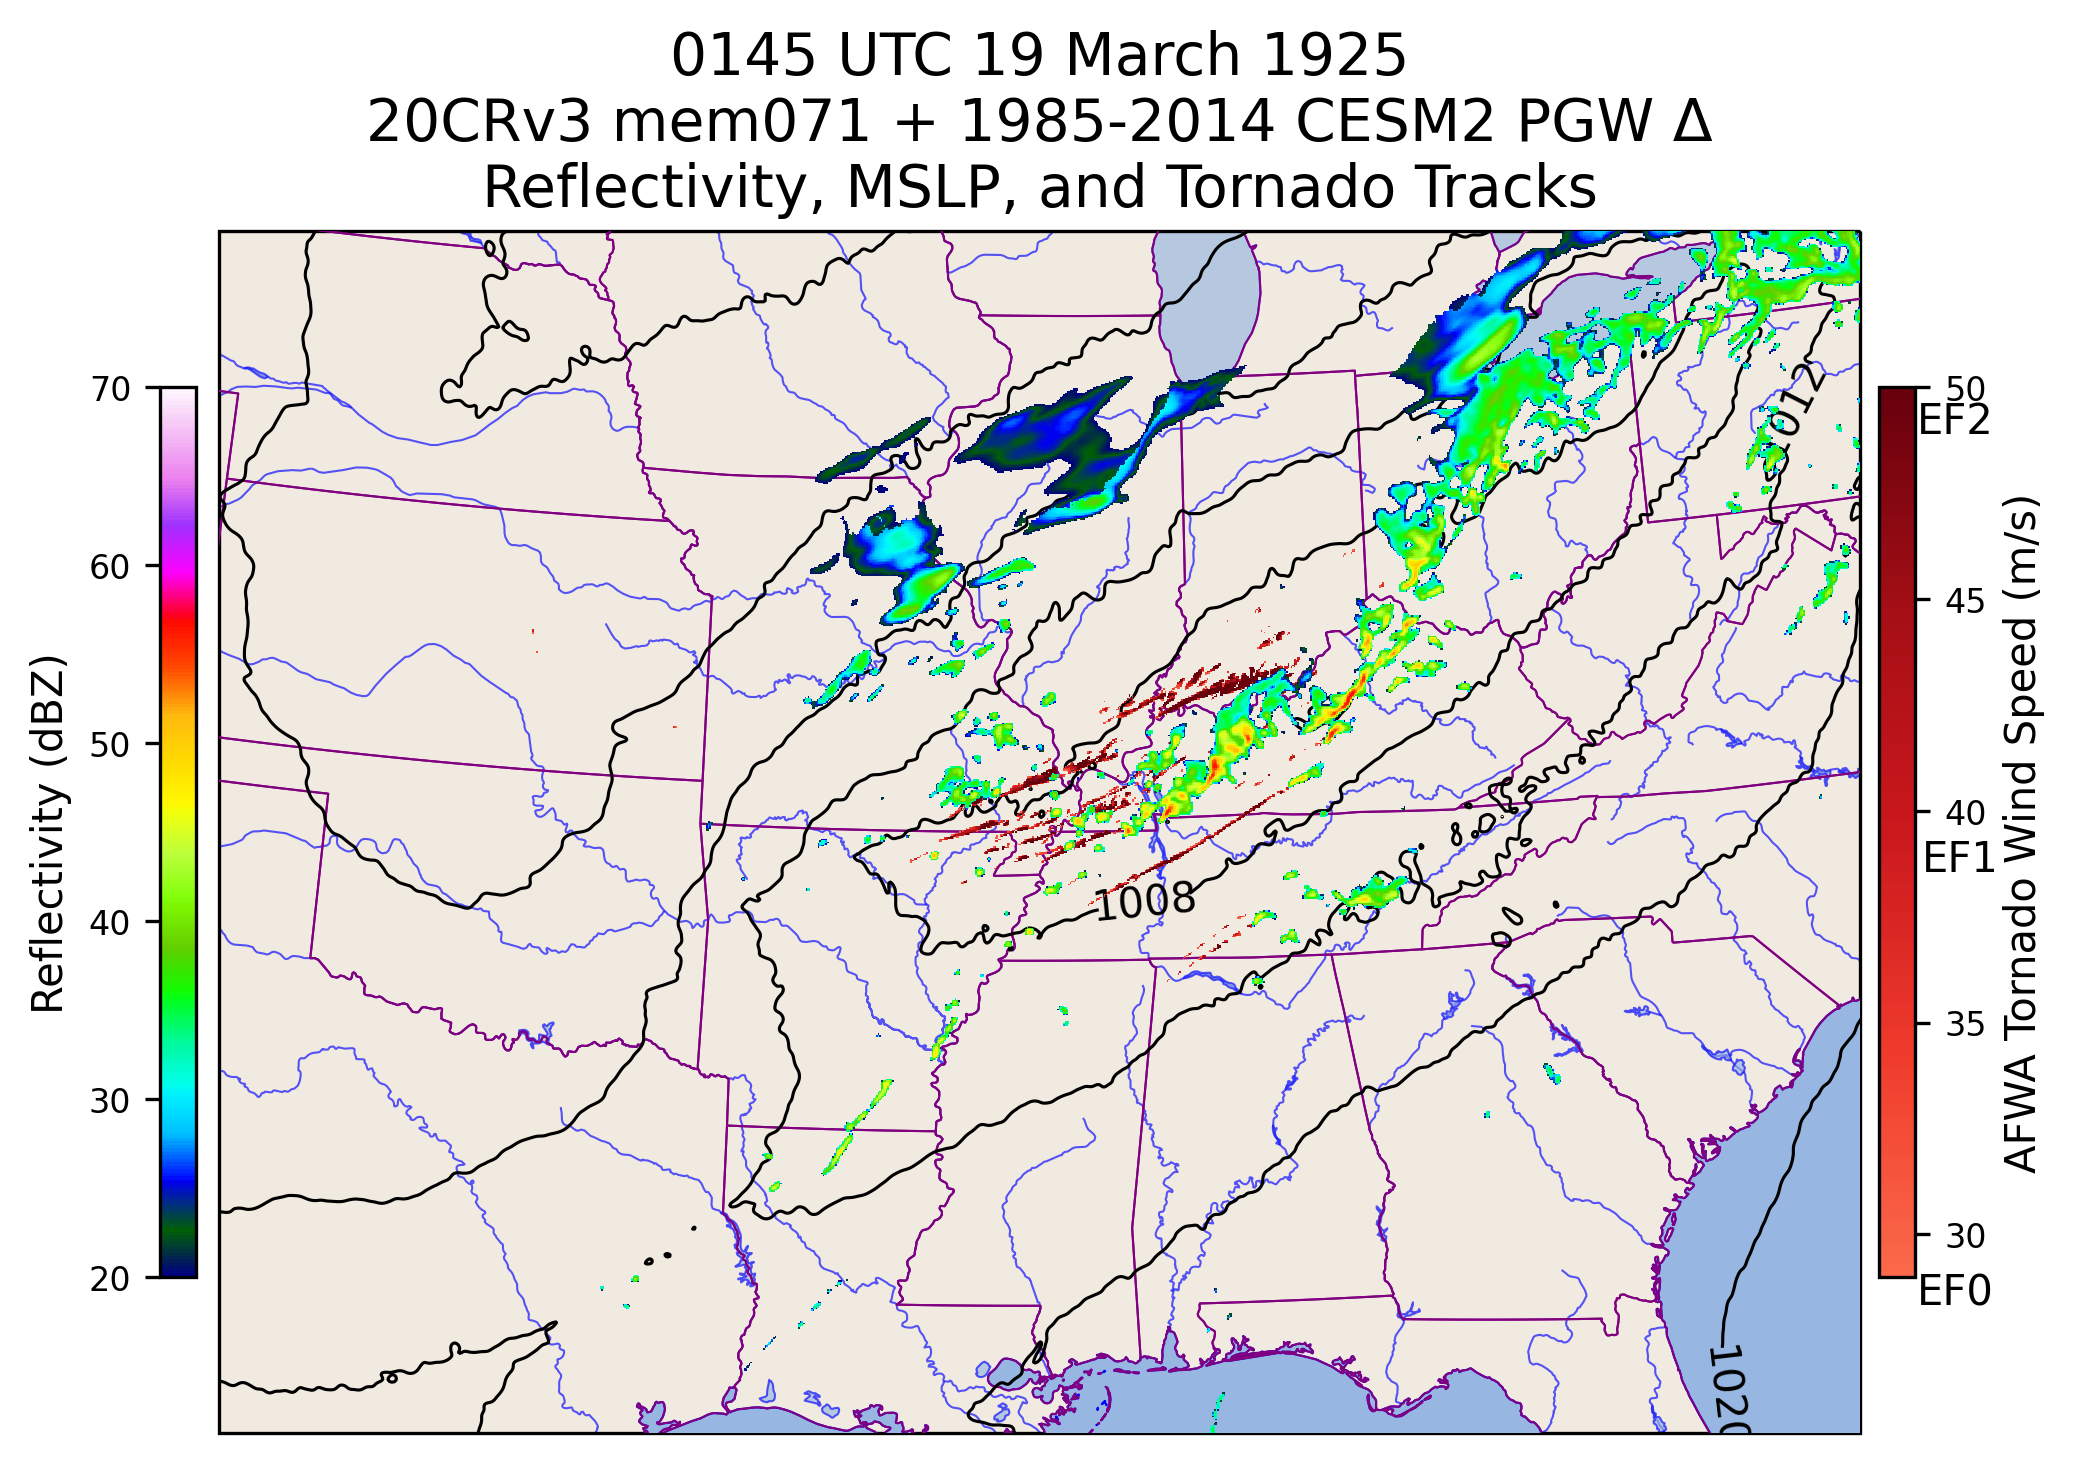 0145 UTC 19 March 1925
20CRv3 mem071 + 1985-2014 CESM2 PGW Δ
Reflectivity, MSLP, and Tornado Tracks
70
60
50
40
30
20
Reflectivity (dBZ)
1012
1008
1020
50
EF2
45
40
EF1
35
30
EF0
AFWA Tornado Wind Speed (m/s)